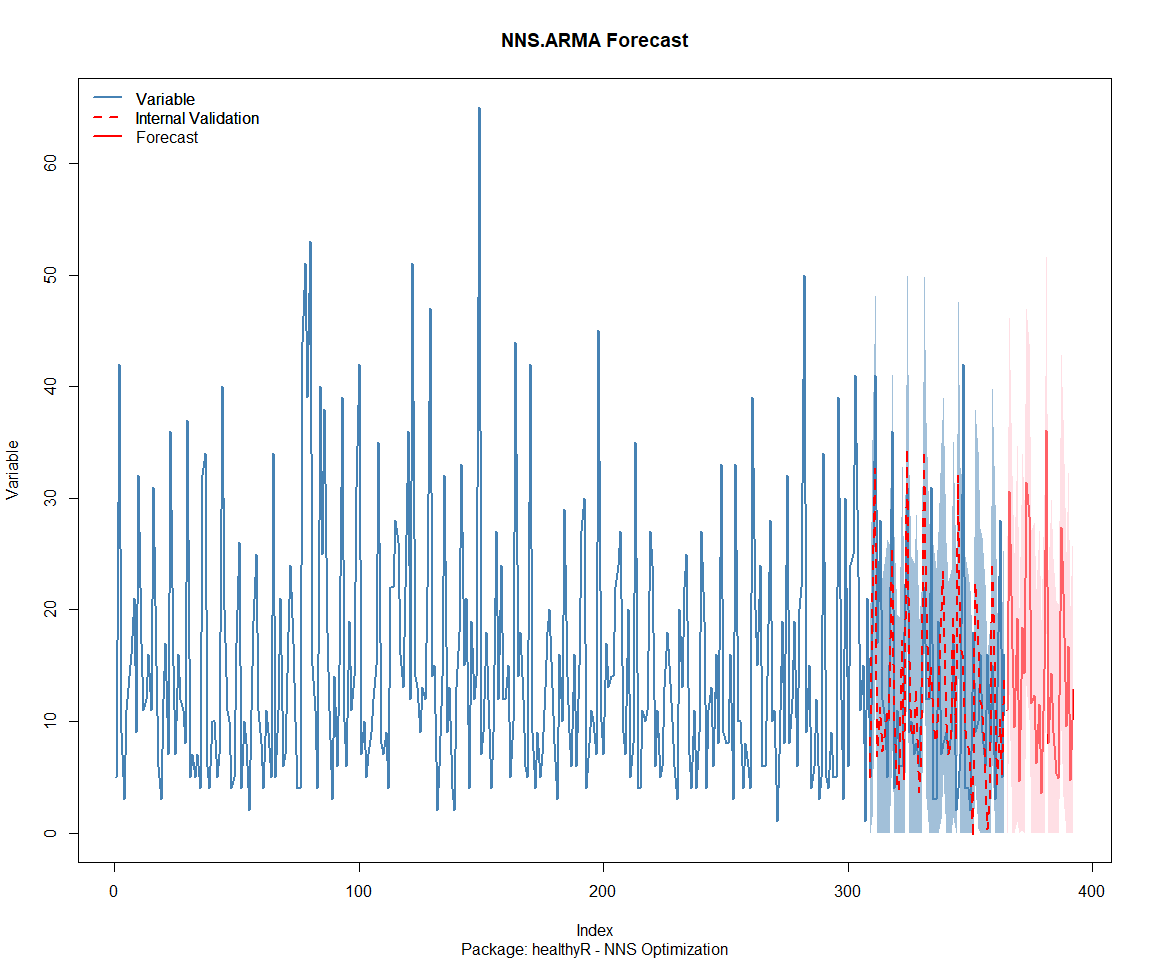 NNS.ARMA Forecast
Variable
Internal Validation
Forecast
60
50
40
30
20
10
0
Variable
0
100
200
300
400
Index
Package: healthyR - NNS Optimization